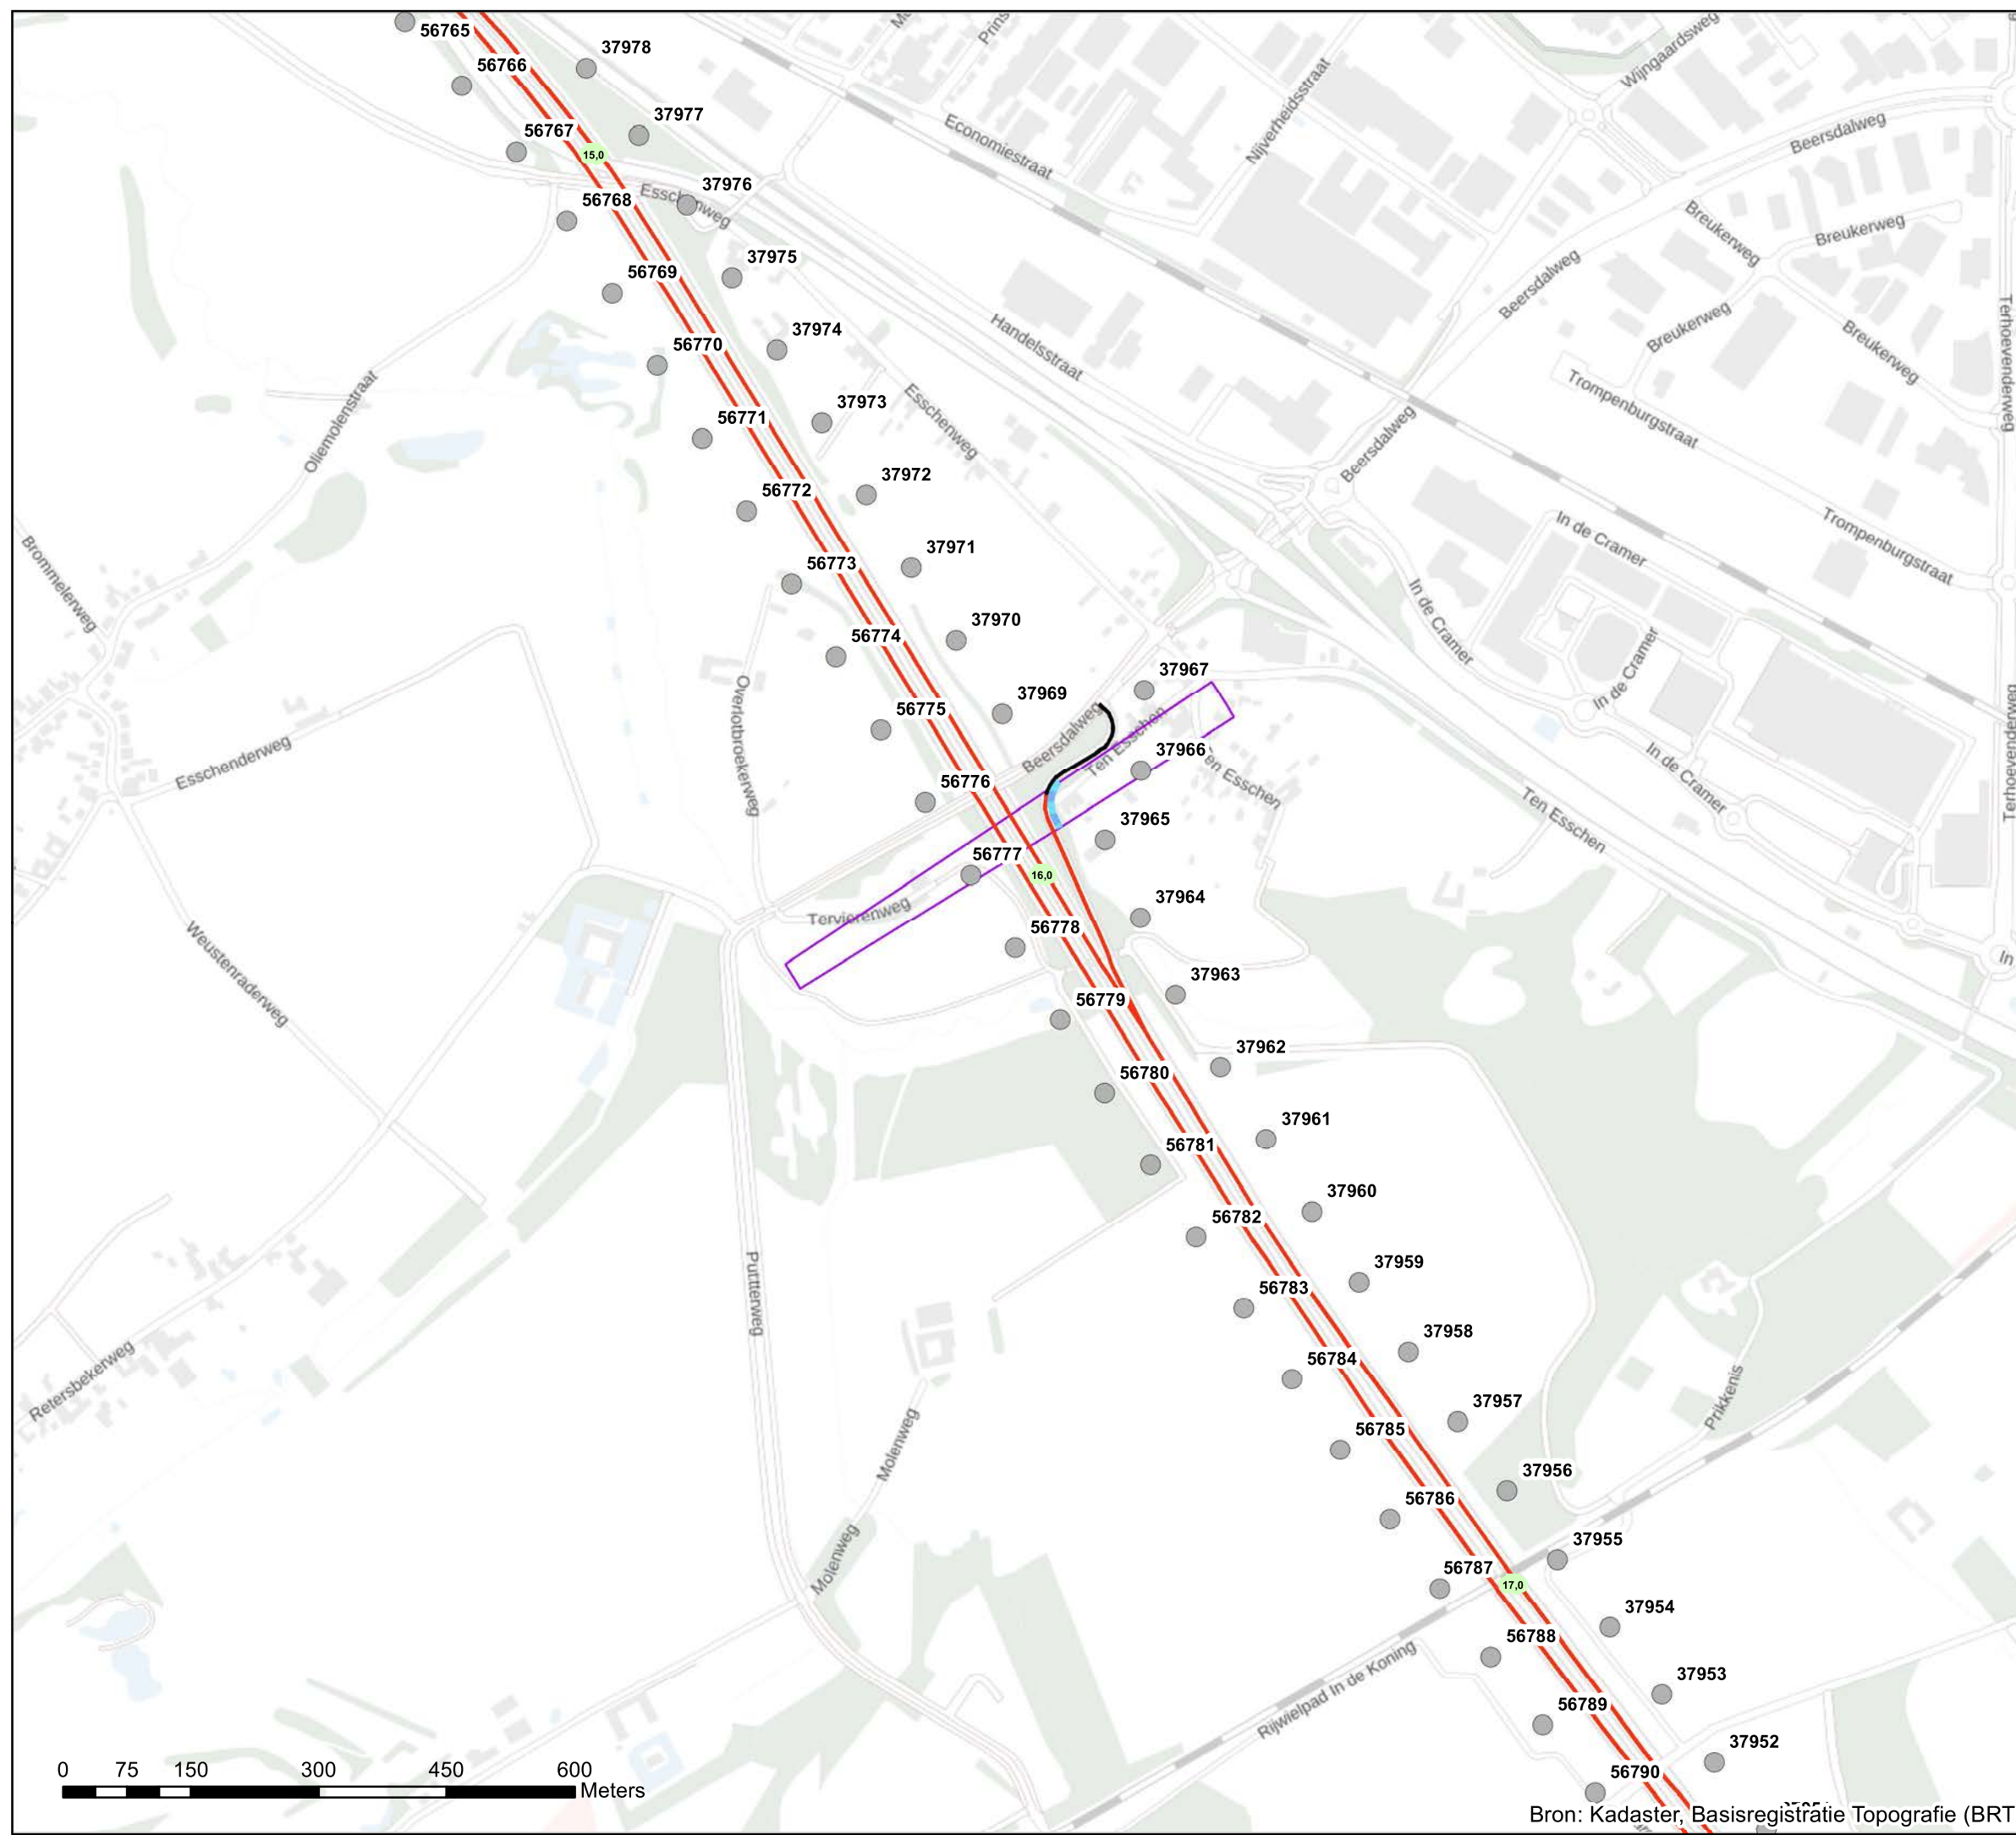 56765
56766
37978
37977
56767
15,0
Esschenweg
37976
56768
37975
56769
37974
56770
37973
56771
37972
56772
37971
56773
37970
56774
37969
56775
37967
56776
37966
37965
56777
16,0
37964
56778
37963
56779
37962
56780
37961
56781
37960
56782
37959
56783
37958
56784
37957
56785
37956
56786
37955
56787
17,0
37954
56788
37953
56789
37952
56790
Economiestraat
Nijverheidsstraat
Wijngaardsweg
Beersdalweg
Breukerweg
Breukerweg
Beersdalweg
Breukerweg
Breukerweg
Terhoevenderweg
Handelsstraat
Trompenburgstraat
Oliemolenstraat
Esschenweg
Beersdalweg
Trompenburgstraat
In de Cramer
In de Cramer
In de Cramer
In de Cramer
Terhoevenderweg
Brommelerweg
Esschenderweg
Overlotbroekerweg
Beersdalweg
Ten Esschen
Ten Esschen
Ten Esschen
In
Tervierenweg
Weustenraderweg
Putterweg
Retersbekerweg
Molenweg
Molenweg
Prikkenis
Rijwielpad In de Koning
0 75 150 300 450 600
Meters
Bron: Kadaster, Basisregistratie Topografie (BRT